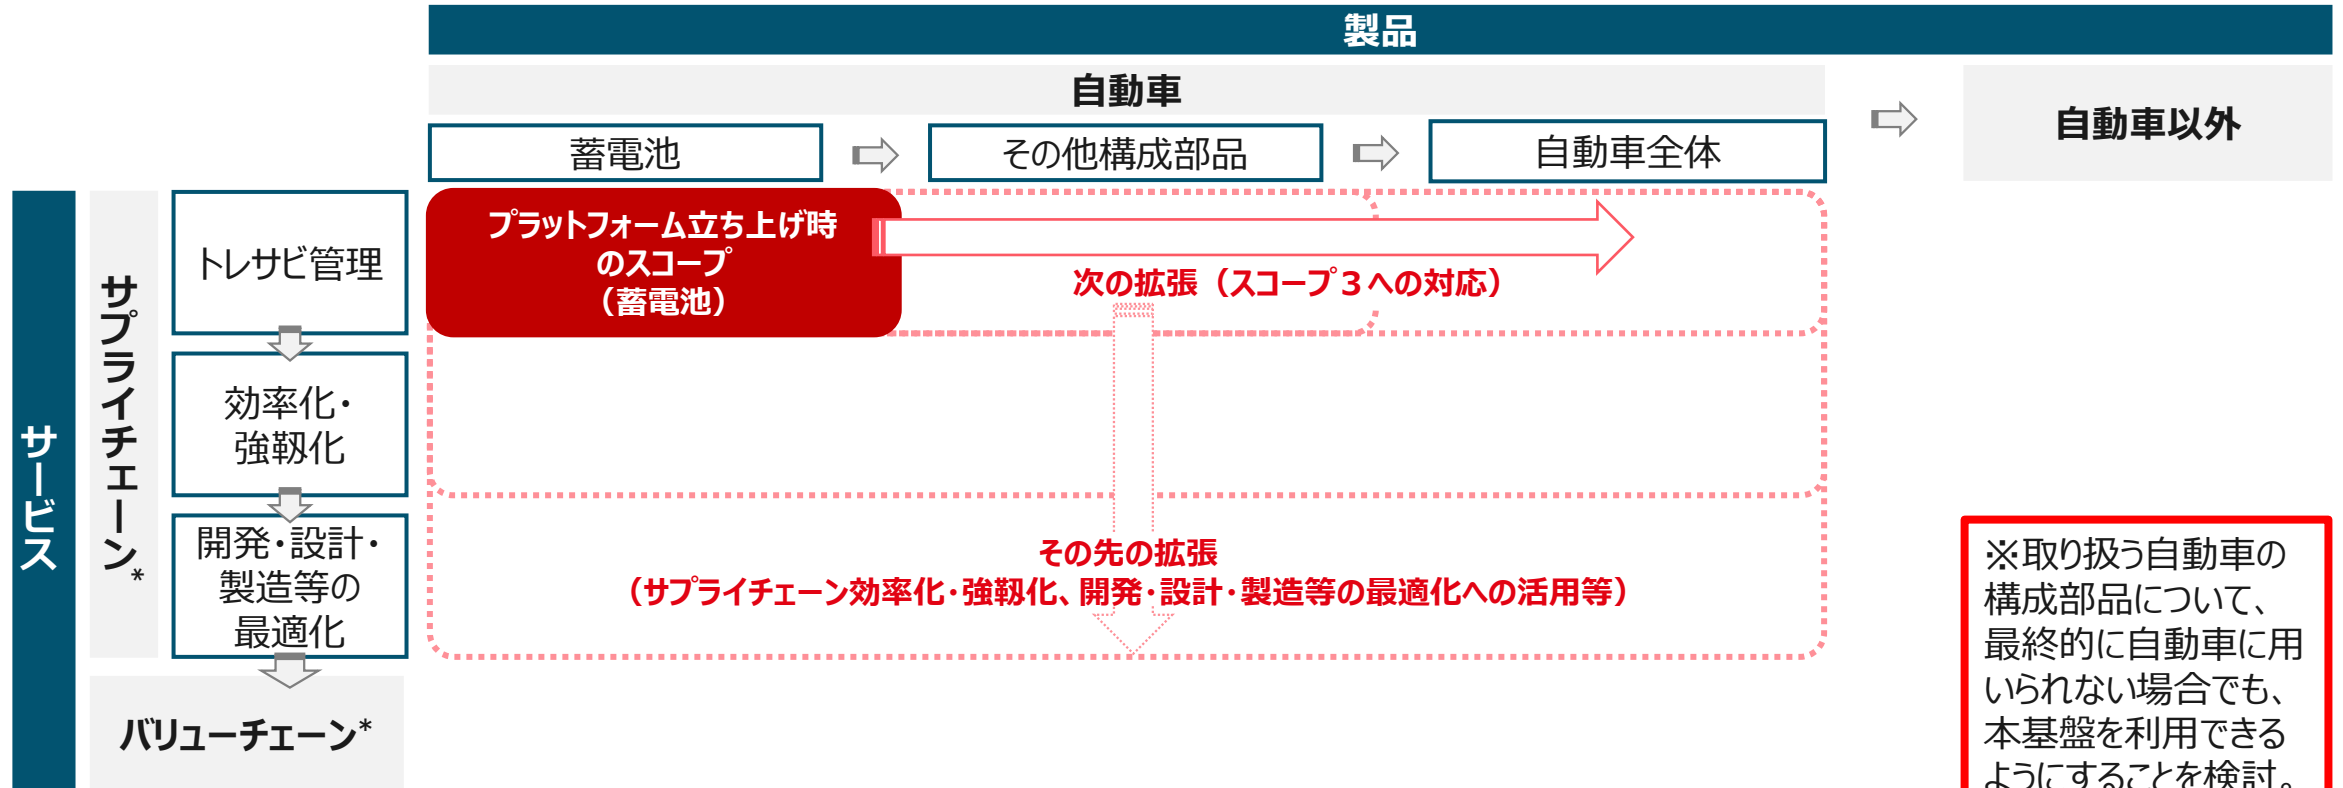 製品
自動車
自動車以外
蓄電池
その他構成部品
自動車全体
サービス
サプライチェーン*
トレサビ管理
プラットフォーム立ち上げ時
のスコープ
（蓄電池）
次の拡張（スコープ３への対応）
効率化・
強靱化
開発・設計・
製造等の
最適化
その先の拡張
（サプライチェーン効率化・強靱化、開発・設計・製造等の最適化への活用等）
バリューチェーン*
※取り扱う自動車の
構成部品について、
最終的に自動車に用
いられない場合でも、
本基盤を利用できる
ようにすることを検討。